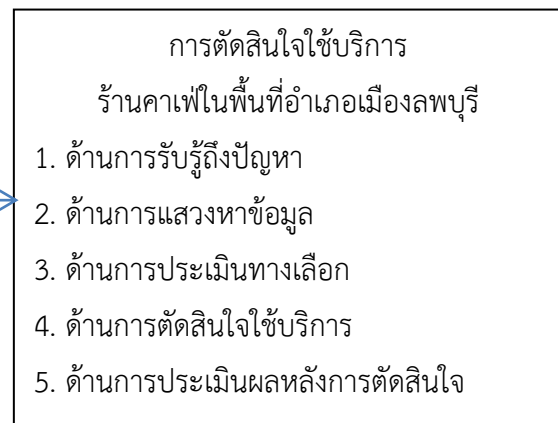 การตัดสินใจใช้บริการ
ร้านคาเฟ่ในพื้นที่อำเภอเมืองลพบุรี
1. ด้านการรับรู้ถึงปัญหา
2. ด้านการแสวงหาข้อมูล
3. ด้านการประเมินทางเลือก
4. ด้านการตัดสินใจใช้บริการ
5. ด้านการประเมินผลหลังการตัดสินใจ